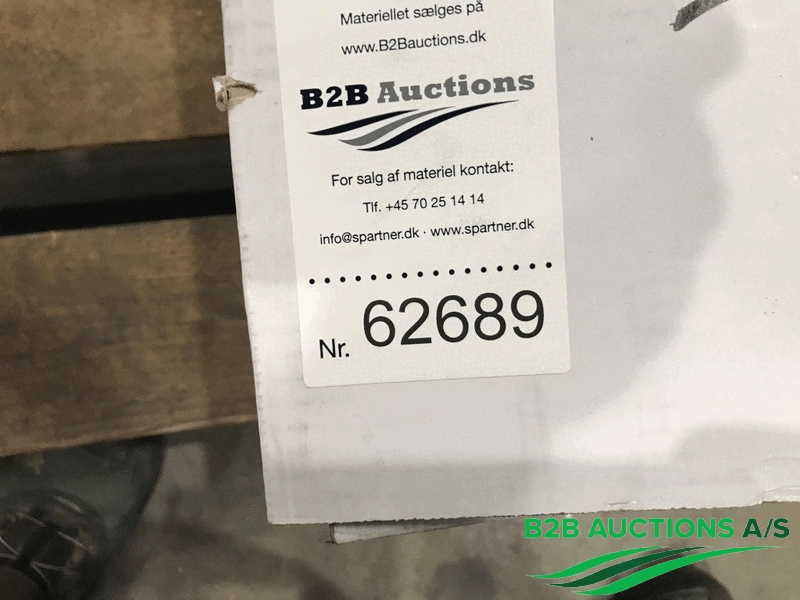 Materiellet sælges på
www.B2Bauctions.dk
B2B Auctions
For salg af materiel kontakt:
Tlf. +45 70 25 14 14
info@spartner.dk · www.spartner.dk
Nr. 62689
B2B AUCTIONS A/S